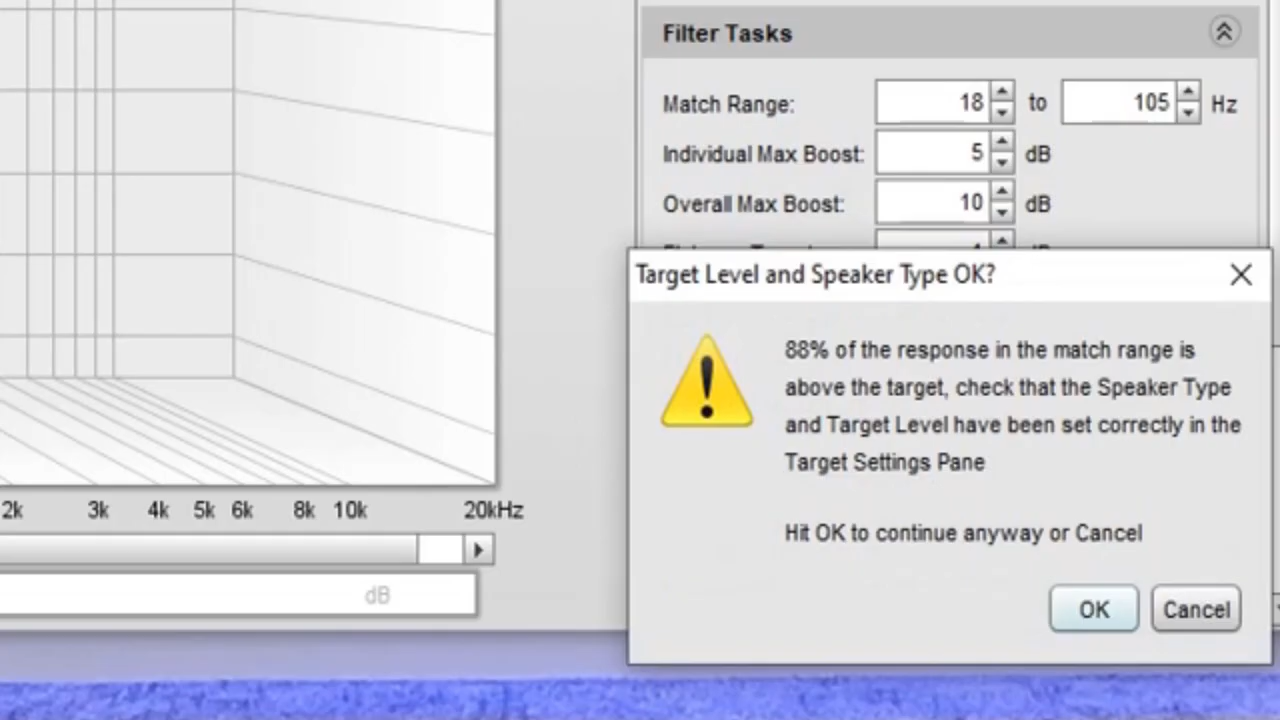 Filter Tasks
Match Range: 18 to 105 Hz
Individual Max Boost: 5 dB
Overall Max Boost: 10 dB
Target Level and Speaker Type OK?
88% of the response in the match range is
above the target, check that the Speaker Type
and Target Level have been set correctly in the
Target Settings Pane
Hit OK to continue anyway or Cancel
OK Cancel
2k 3k 4k 5k 6k 8k 10k 20kHz
dB